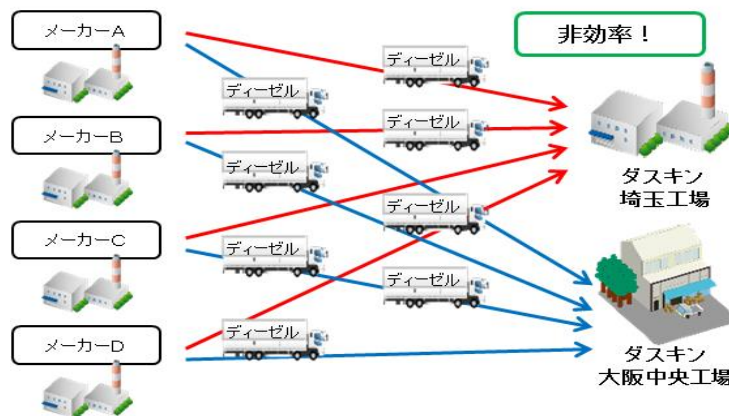 メーカーA
ディーゼル
非効率！
ディーゼル
メーカーB
ディーゼル
ディーゼル
ダスキン
埼玉工場
メーカーC
ディーゼル
ディーゼル
ディーゼル
メーカーD
ディーゼル
ダスキン
大阪中央工場